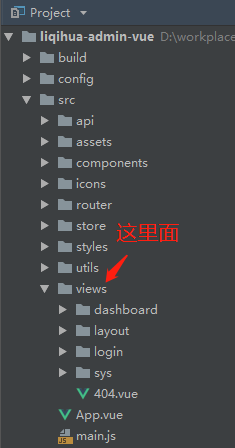 Project
liqihua-admin-vue D:\workplace
build
config
src
api
assets
components
icons
router
store
这里面
styles
utils
views
dashboard
layout
login
sys
404.vue
App.vue
main.js